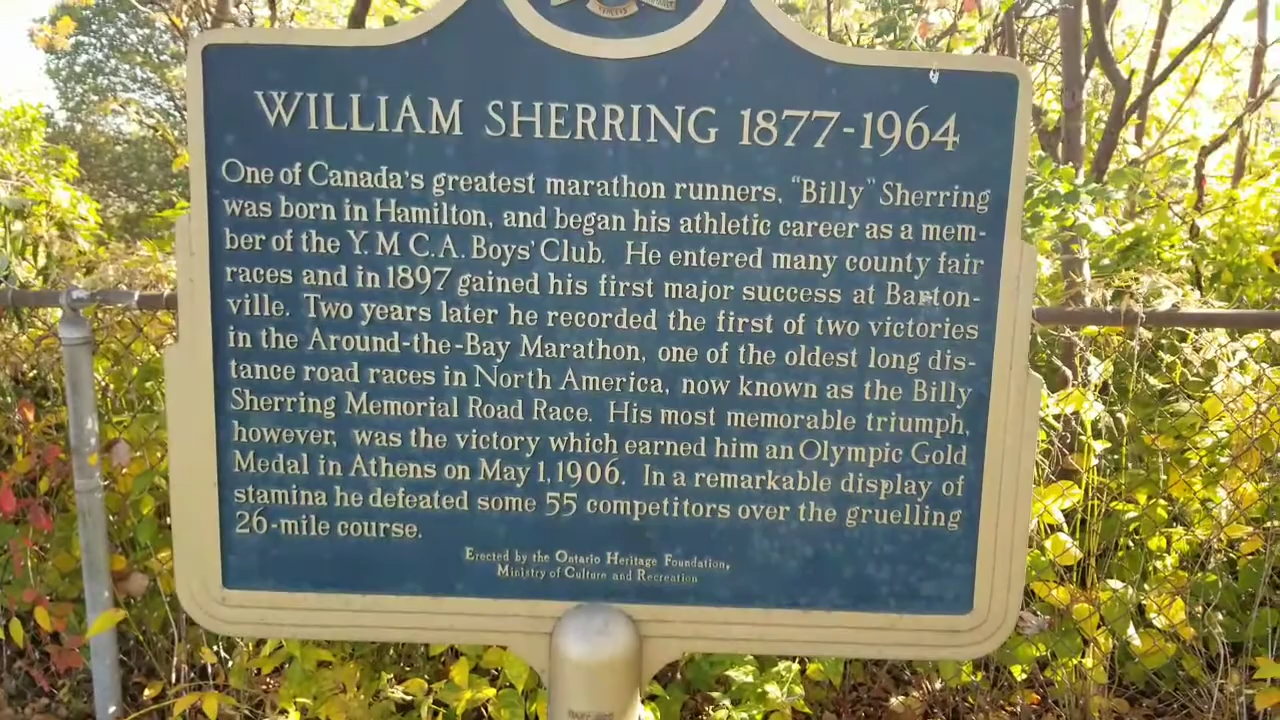 WILLIAM SHERRING 1877-1964
One of Canada's greatest marathon runners, "Billy" Sherring
was born in Hamilton, and began his athletic career as a mem-
ber of the Y. M C. A. Boys' Club. He entered many county fair
races and in 1897 gained his first major success at Barton-
ville. Two years later he recorded the first of two victories
in the Around-the-Bay Marathon, one of the oldest long dis-
tance road races in North America, now known as the Billy
Sherring Memorial Road Race. His most memorable triumph,
however, was the victory which earned him an Olympic Gold
Medal in Athens on May 1, 1906. In a remarkable display of
stamina he defeated some 55 competitors over the gruelling
26-mile course.
Erected by the Ontario Heritage Foundation,
Ministry of Culture and Recreation